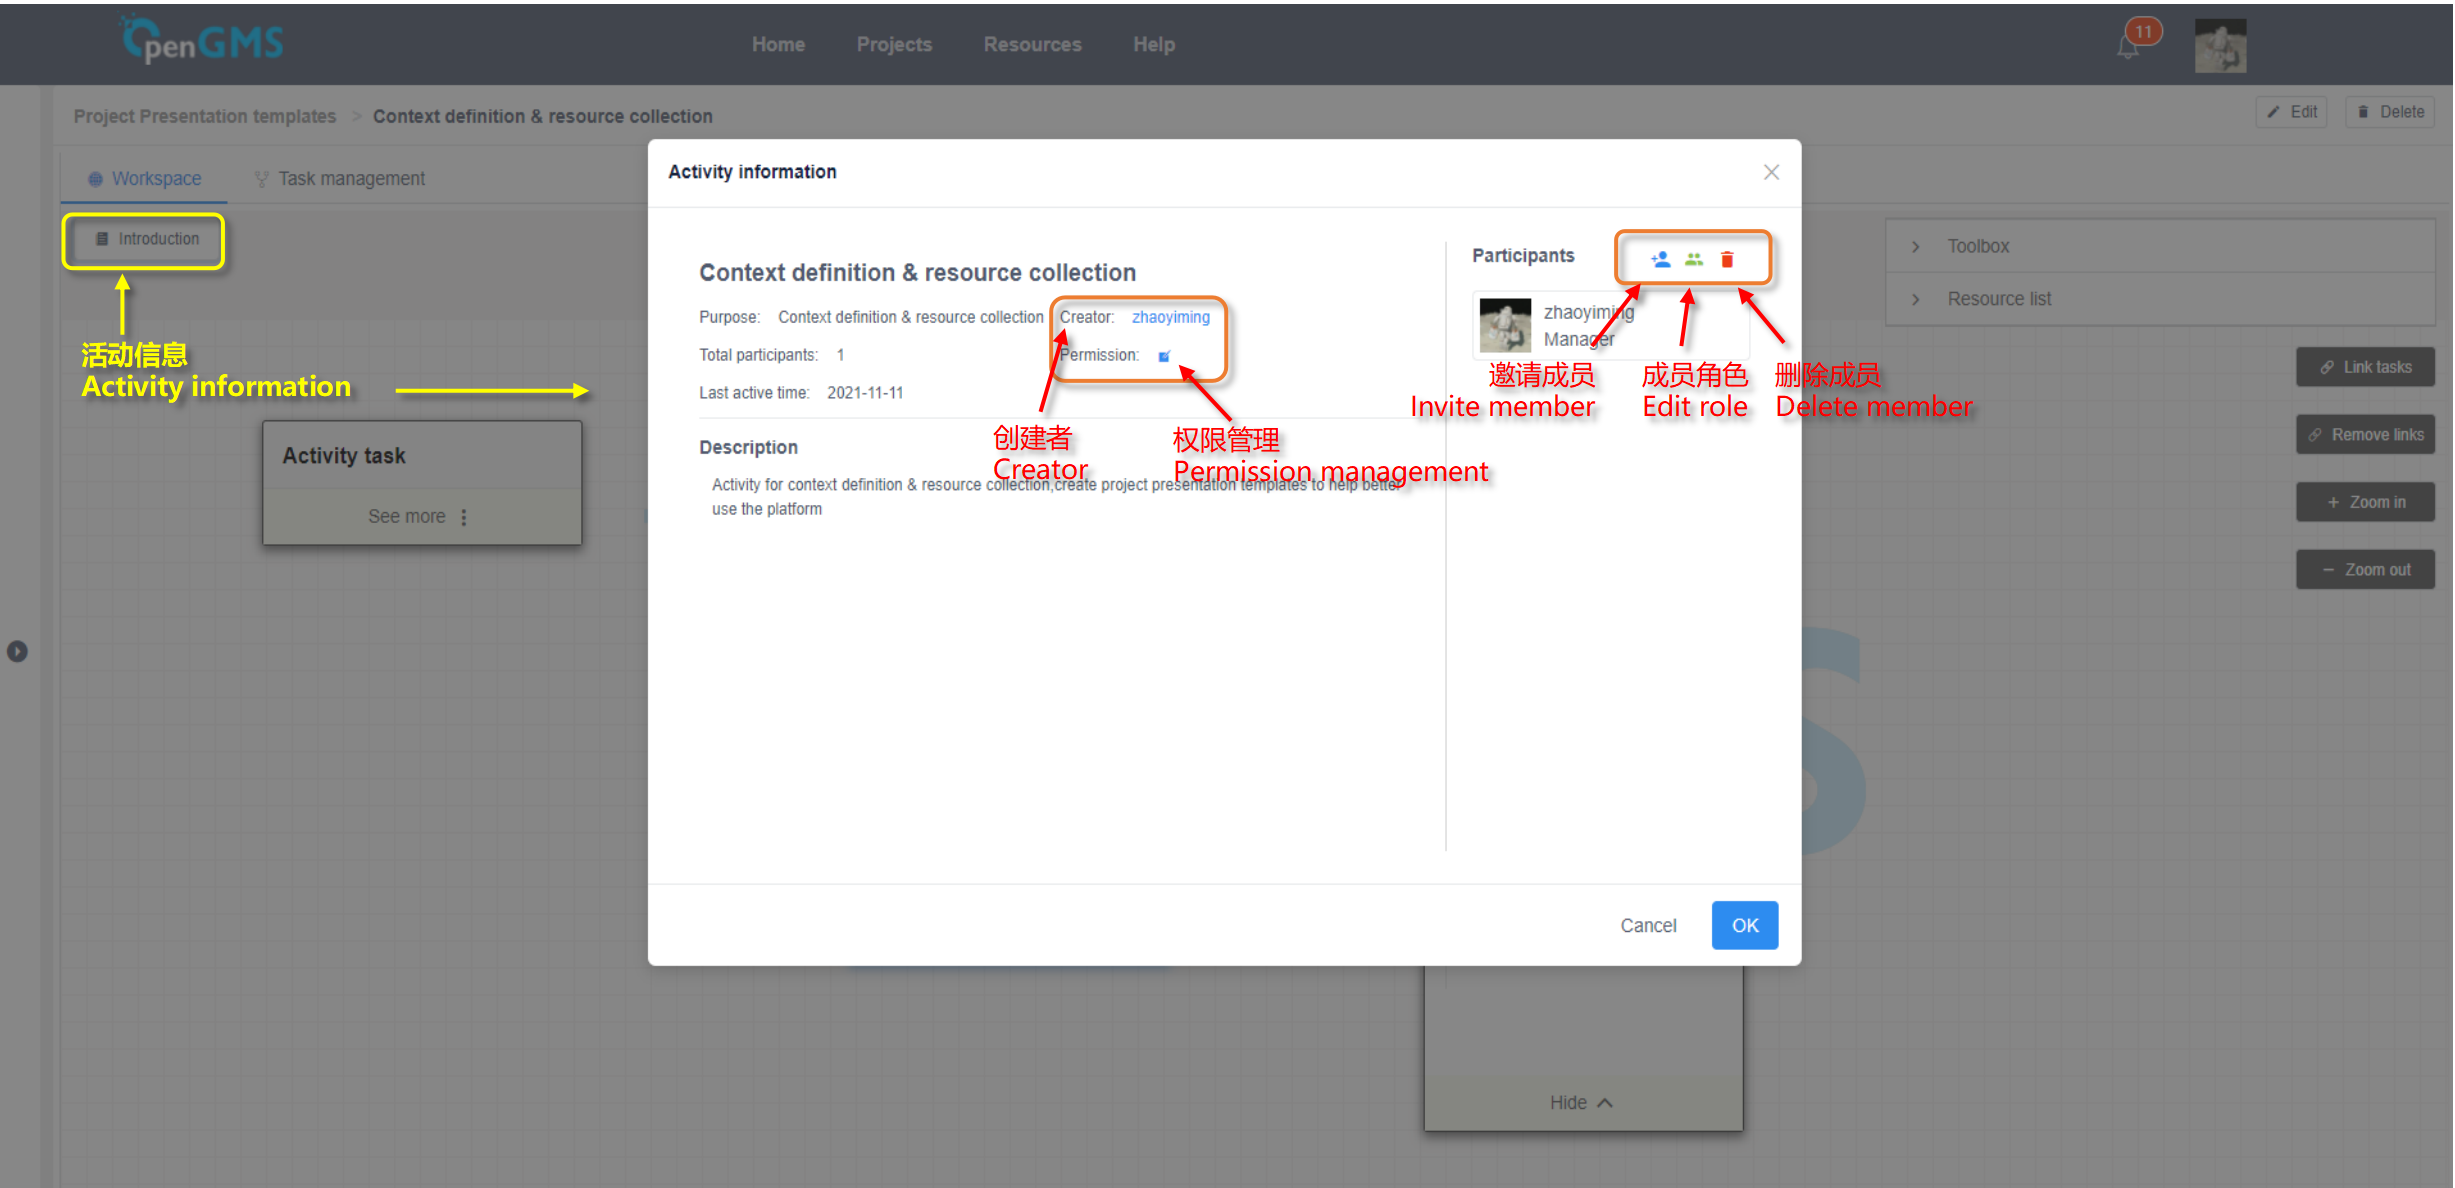 OpenGMS
Home Projects Resources Help
11
Project Presentation templates > Context definition & resource collection
Edit Delete
Workspace Task management
Introduction
活动信息
Activity information
Activity task
See more
Activity information
Context definition & resource collection
Purpose: Context definition & resource collection
Creator: zhaoyiming
Total participants: 1
Permission:
Last active time: 2021-11-11
创建者
Creator
权限管理
Permission management
Description
Activity for context definition & resource collection,create project presentation templates to help better
use the platform
Participants
zhaoyiming
Manager
邀请成员
Invite member
成员角色
Edit role
删除成员
Delete member
Cancel OK
Toolbox
Resource list
Link tasks
Remove links
+ Zoom in
− Zoom out
S
Hide